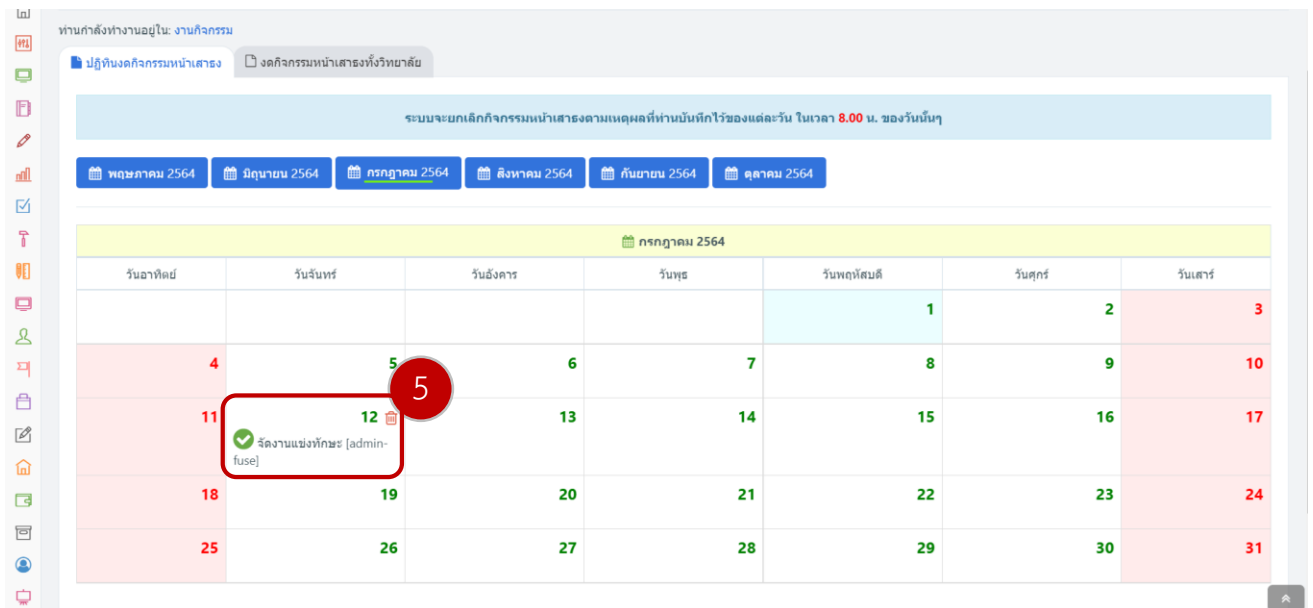 ท่านกำลังทำงานอยู่ใน: งานกิจกรรม
ปฏิทินงดกิจกรรมหน้าเสาธง งดกิจกรรมหน้าเสาธงทั้งวิทยาลัย
ระบบจะยกเลิกกิจกรรมหน้าเสาธงตามเหตุผลที่ท่านบันทึกไว้ของแต่ละวัน ในเวลา 8.00 น. ของวันนั้นๆ
พฤษภาคม 2564 มิถุนายน 2564 กรกฎาคม 2564 สิงหาคม 2564 กันยายน 2564 ตุลาคม 2564
กรกฎาคม 2564
วันอาทิตย์ วันจันทร์ วันอังคาร วันพุธ วันพฤหัสบดี วันศุกร์ วันเสาร์
1 2 3
4 5 6 7 8 9 10
5
11 12 13 14 15 16 17
จัดงานแข่งทักษะ [admin-
fuse]
18 19 20 21 22 23 24
25 26 27 28 29 30 31